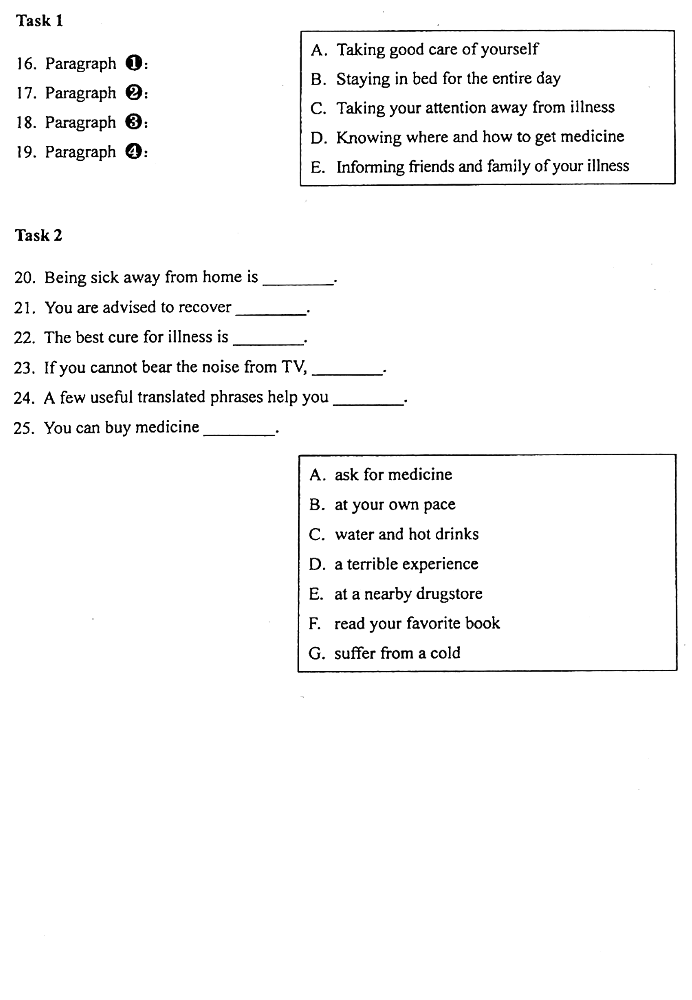 Task 1
16. Paragraph ❶:
17. Paragraph ❷:
18. Paragraph ❸:
19. Paragraph ❹:
A. Taking good care of yourself
B. Staying in bed for the entire day
C. Taking your attention away from illness
D. Knowing where and how to get medicine
E. Informing friends and family of your illness
Task 2
20. Being sick away from home is ________.
21. You are advised to recover ________.
22. The best cure for illness is ________.
23. If you cannot bear the noise from TV, ________.
24. A few useful translated phrases help you ________.
25. You can buy medicine ________.
A. ask for medicine
B. at your own pace
C. water and hot drinks
D. a terrible experience
E. at a nearby drugstore
F. read your favorite book
G. suffer from a cold